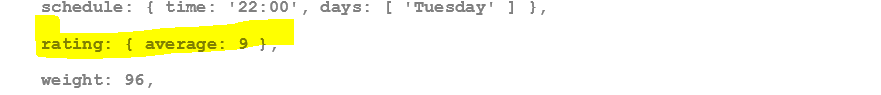 schedule: { time: '22:00', days: [ 'Tuesday' ] },
rating: { average: 9 },
weight: 96,